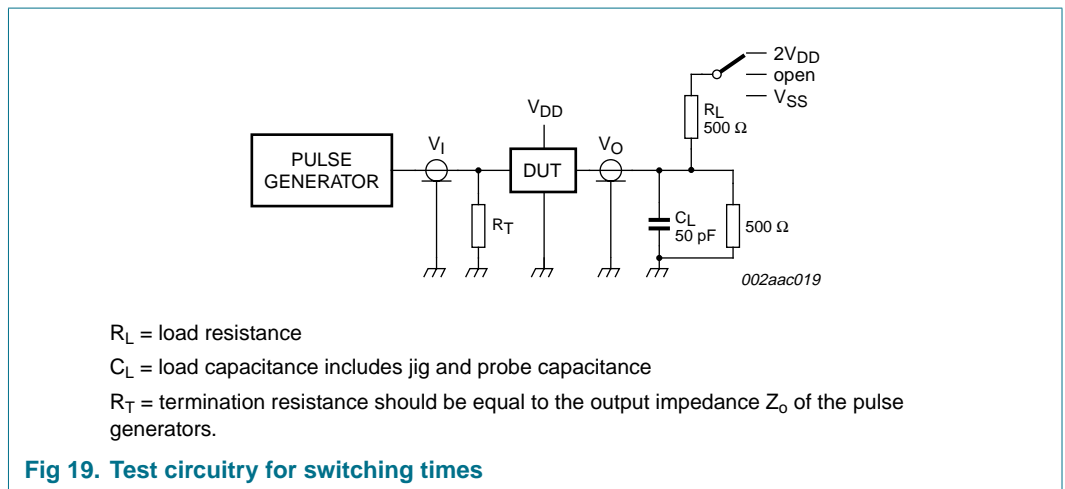 2VDD
open
VSS
RL
500 Ω
VDD
VI
VO
PULSE
GENERATOR
DUT
RT
CL
50 pF
500 Ω
002aac019
RL = load resistance
CL = load capacitance includes jig and probe capacitance
RT = termination resistance should be equal to the output impedance Zo of the pulse
generators.
Fig 19. Test circuitry for switching times